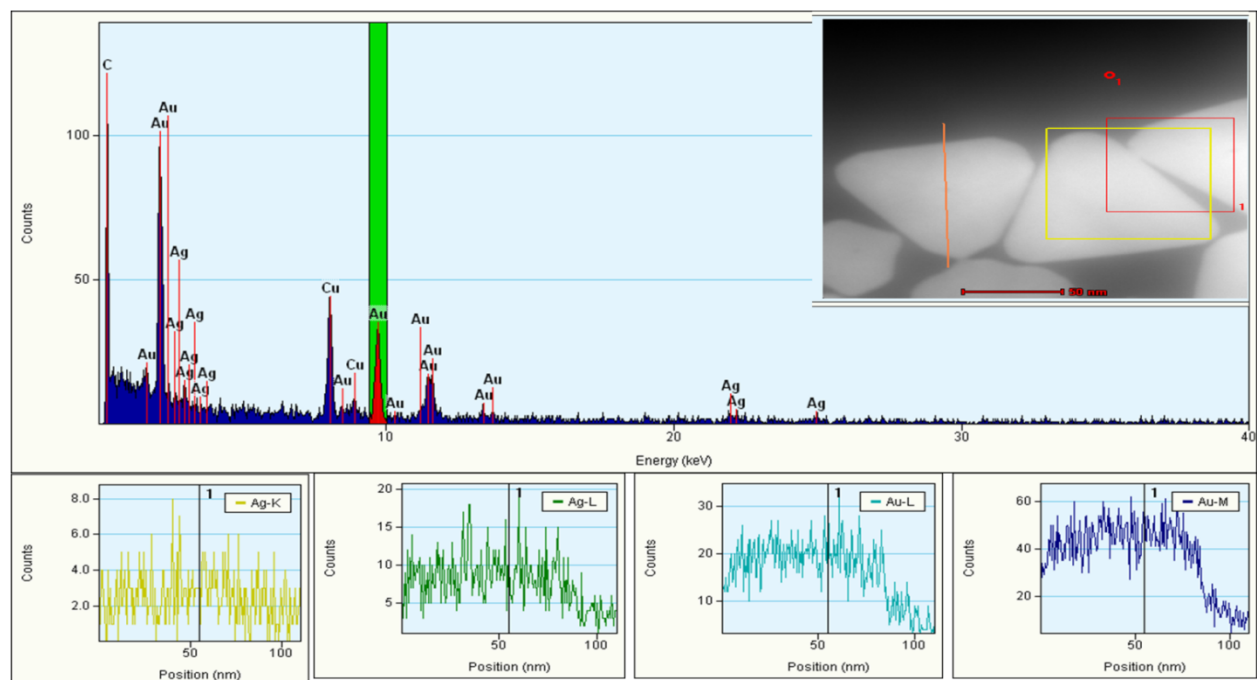 C
Au
Au
Ag
Ag
Ag
Au
Ag
Ag
Ag
Ag
Cu
Au
Cu
Au
Au
Au
Au
Au
Au
Ag
Ag
Ag
100
50
Counts
10
20
30
40
Energy (keV)
1
1
60 nm
8.0
6.0
4.0
2.0
Counts
1
Ag-K
50
100
Position (nm)
20
15
10
5
Counts
1
Ag-L
50
100
Position (nm)
30
20
10
Counts
1
Au-L
50
100
Position (nm)
60
40
20
Counts
1
Au-M
50
100
Position (nm)